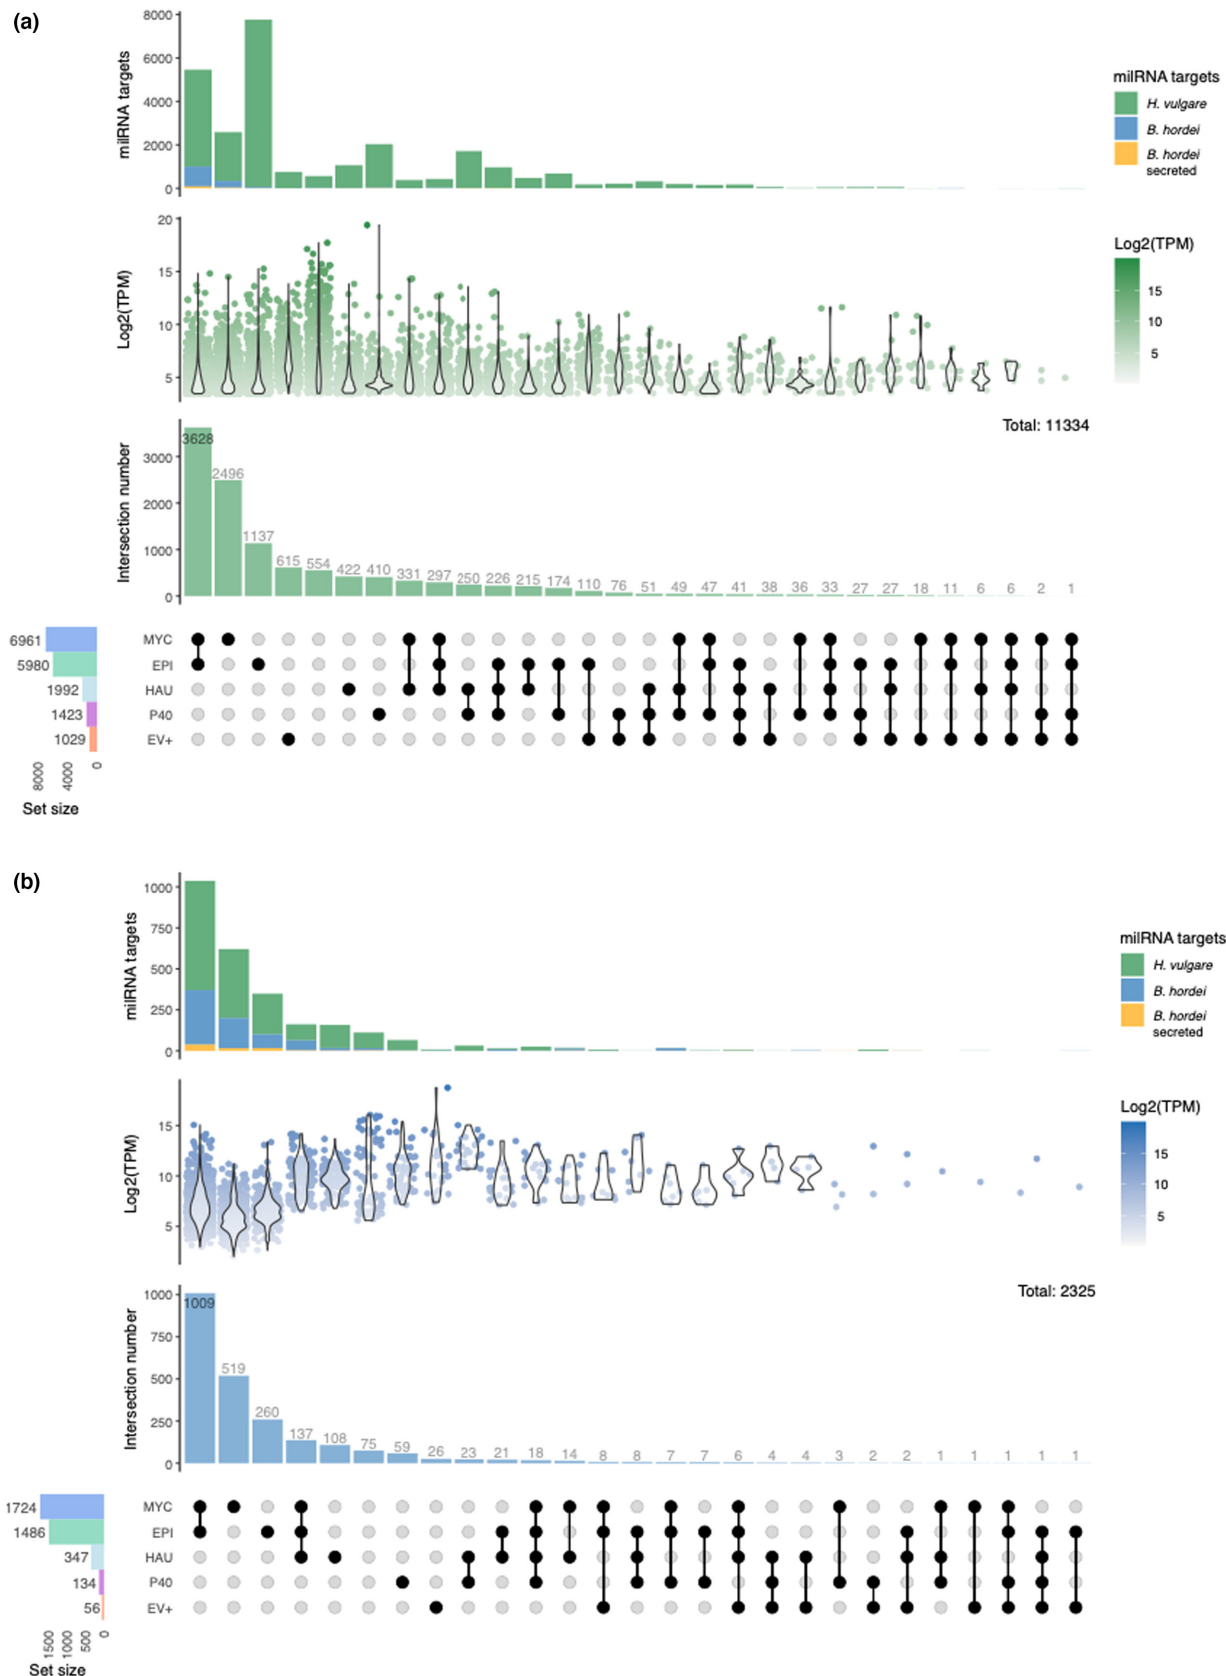 (a)
8000
6000
4000
2000
0
milRNA targets
milRNA targets
H. vulgare
B. hordei
B. hordei
secreted
20
15
10
5
Log2(TPM)
Log2(TPM)
15
10
5
Total: 11334
3000
2000
1000
0
Intersection number
3628 2496 1137 615 554 422 410 331 297 250 226 215 174 110 76 51 49 47 41 38 36 33 27 27 18 11 6 6 2 1
6961 MYC
5980 EPI
1992 HAU
1423 P40
1029 EV+
8000 4000 0
Set size
(b)
1000
750
500
250
0
milRNA targets
milRNA targets
H. vulgare
B. hordei
B. hordei
secreted
15
10
5
Log2(TPM)
Log2(TPM)
15
10
5
Total: 2325
1000
750
500
250
0
Intersection number
1009 519 260 137 108 75 59 26 23 21 18 14 8 8 7 7 6 4 4 3 2 2 1 1 1 1 1
1724 MYC
1486 EPI
347 HAU
134 P40
56 EV+
1500 1000 500 0
Set size